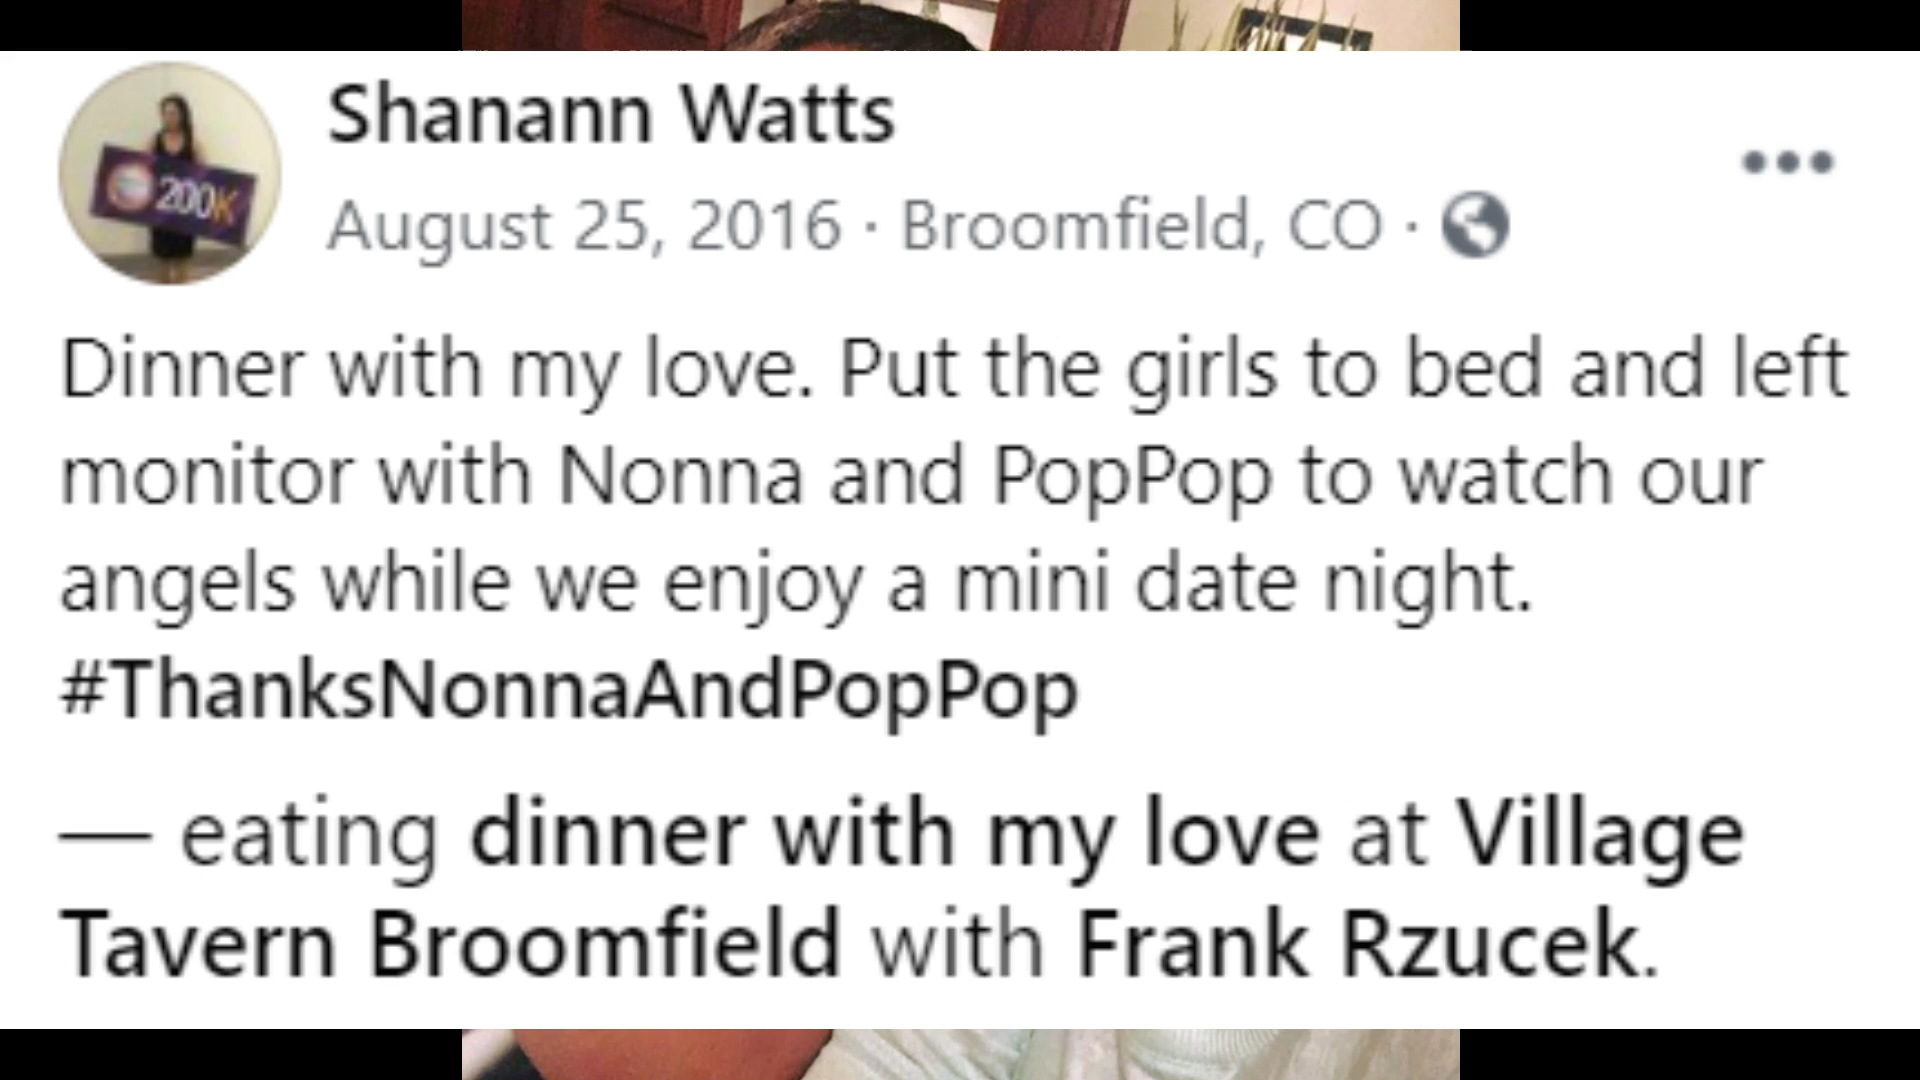 Shanann Watts
August 25, 2016 · Broomfield, CO ·
200K
Dinner with my love. Put the girls to bed and left
monitor with Nonna and PopPop to watch our
angels while we enjoy a mini date night.
#ThanksNonnaAndPopPop
— eating dinner with my love at Village
Tavern Broomfield with Frank Rzucek.